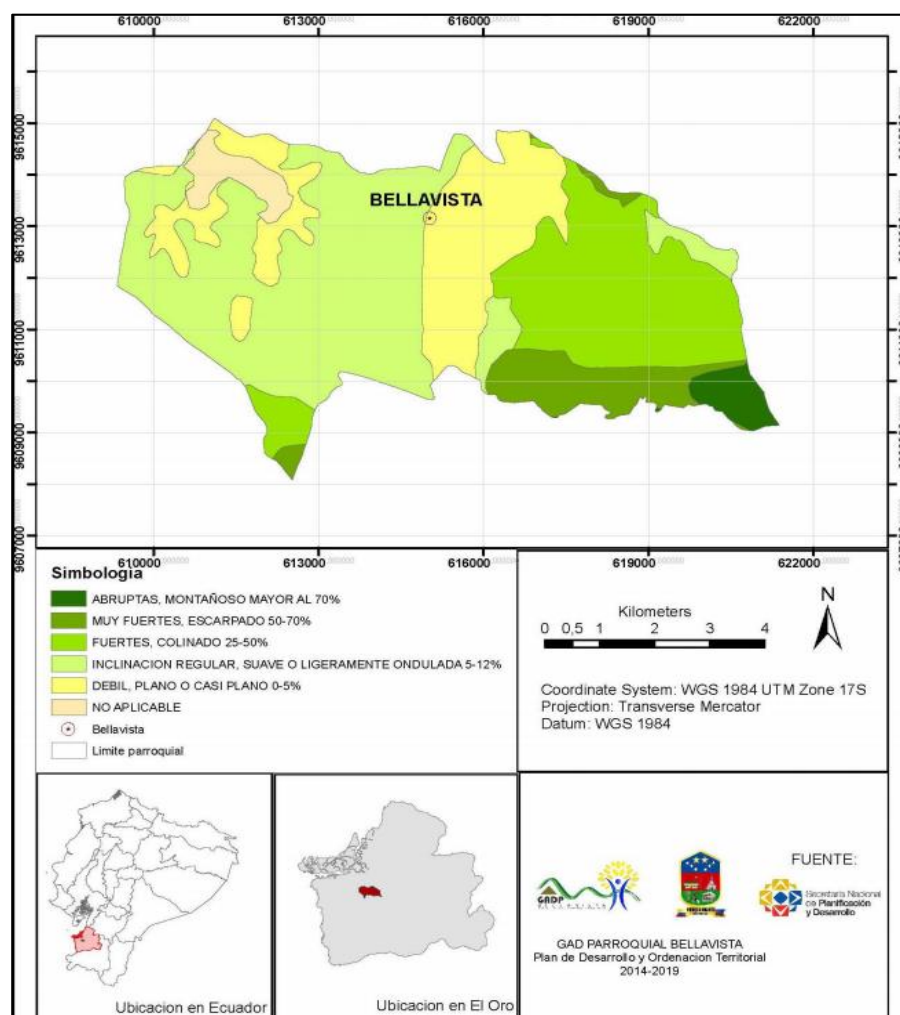 610000 613000 616000 619000 622000
9615000
9613000
9611000
9609000
9607000
BELLAVISTA
610000 613000 616000 619000 622000
Simbología
ABRUPTAS, MONTAÑOSO MAYOR AL 70%
MUY FUERTES, ESCARPADO 50-70%
FUERTES, COLINADO 25-50%
INCLINACION REGULAR, SUAVE O LIGERAMENTE ONDULADA 5-12%
DEBIL, PLANO O CASI PLANO 0-5%
NO APLICABLE
Bellavista
Limite parroquial
Kilometers
0 0,5 1 2 3 4
N
Coordinate System: WGS 1984 UTM Zone 17S
Projection: Transverse Mercator
Datum: WGS 1984
Ubicacion en Ecuador
Ubicacion en El Oro
GADP
FUENTE:
Secretaría Nacional
de Planificación
y Desarrollo
GAD PARROQUIAL BELLAVISTA
Plan de Desarrollo y Ordenacion Territorial
2014-2019